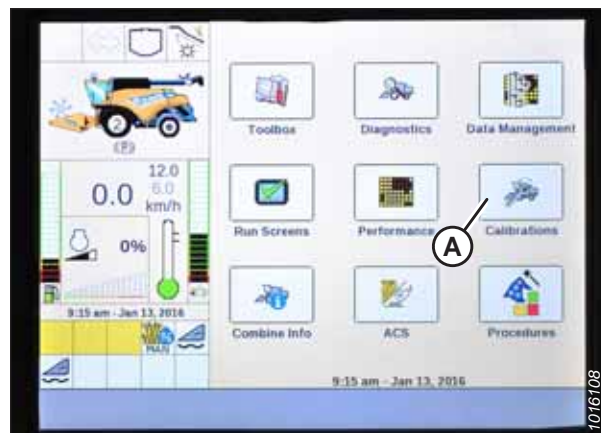 2
(P)
12.0
6.0
0.0
km/h
0%
9:15 am - Jan 13, 2016
MAN
Toolbox
Diagnostics
Data Management
Run Screens
Performance
Calibrations
A
Combine Info
ACS
Procedures
9:15 am - Jan 13, 2016
1016108